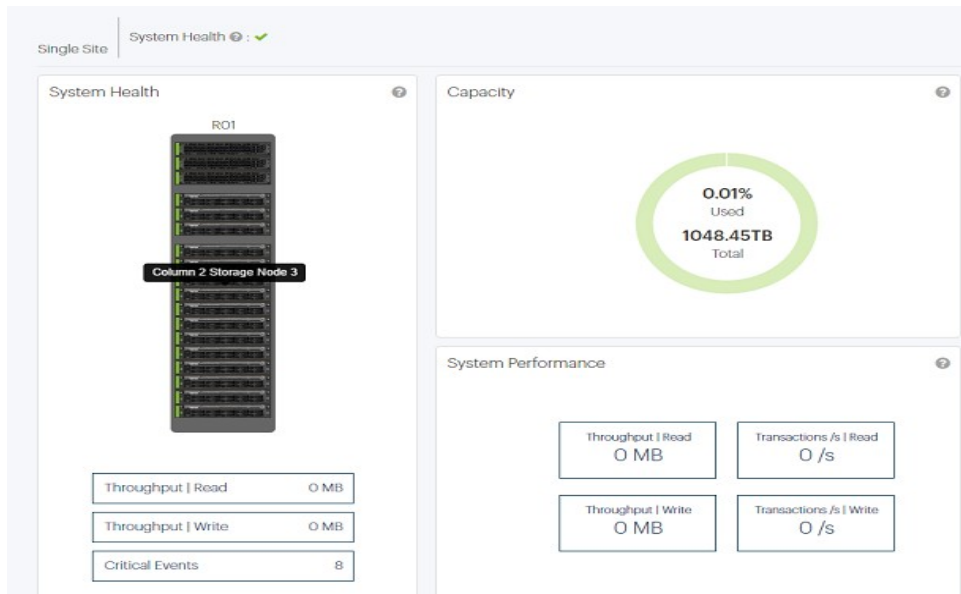 Single Site
System Health :
System Health
R01
Column 2 Storage Node 3
Throughput | Read 0 MB
Throughput | Write 0 MB
Critical Events 8
Capacity
0.01%
Used
1048.45TB
Total
System Performance
Throughput | Read
0 MB
Transactions /s | Read
0 /s
Throughput | Write
0 MB
Transactions /s | Write
0 /s